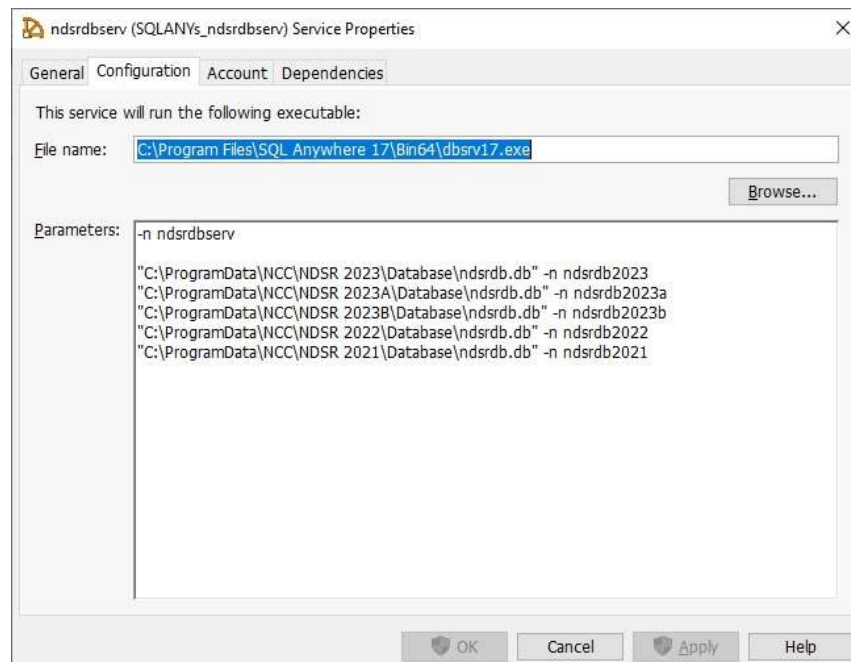 ndsrdbserv (SQLANYs_ndsrdbserv) Service Properties
General Configuration Account Dependencies
This service will run the following executable:
File name: C:\Program Files\SQL Anywhere 17\Bin64\dbsrv17.exe
Browse...
Parameters: -n ndsrdbserv
"C:\ProgramData\NCC\NDSR 2023\Database\ndsrdb.db" -n ndsrdb2023
"C:\ProgramData\NCC\NDSR 2023A\Database\ndsrdb.db" -n ndsrdb2023a
"C:\ProgramData\NCC\NDSR 2023B\Database\ndsrdb.db" -n ndsrdb2023b
"C:\ProgramData\NCC\NDSR 2022\Database\ndsrdb.db" -n ndsrdb2022
"C:\ProgramData\NCC\NDSR 2021\Database\ndsrdb.db" -n ndsrdb2021
OK Cancel Apply Help